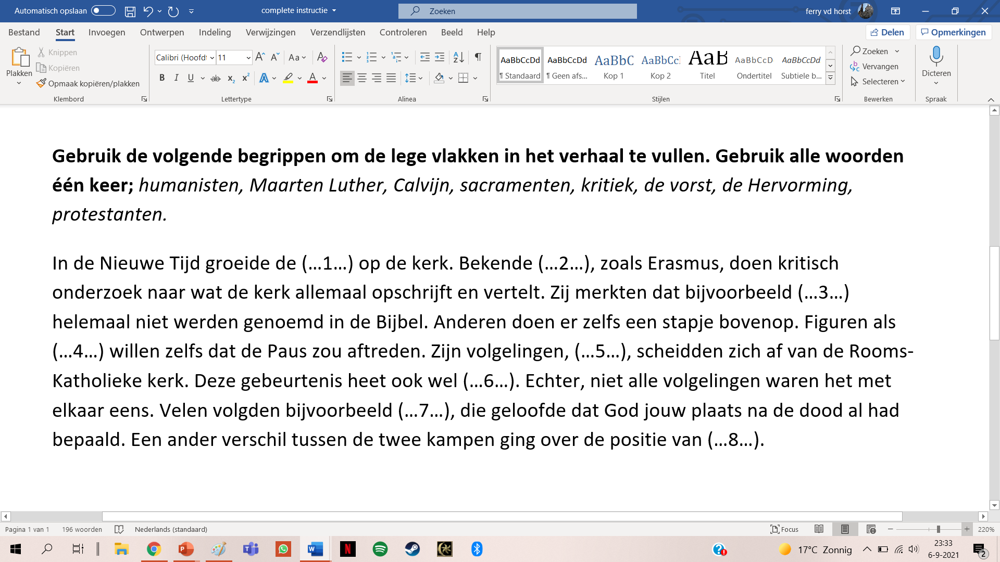 Automatisch opslaan
complete instructie
Zoeken
ferry vd horst
Bestand Start Invoegen Ontwerpen Indeling Verwijzingen Verzendlijsten Controleren Beeld Help
Delen Opmerkingen
Plakken
Knippen
Kopiëren
Opmaak kopiëren/plakken
Klembord
Calibri (Hoofdt 11
Lettertype
Alinea
AaBbCcDd AaBbCcDd AaBbC AaBbCcI AaB AaBbCcD AaBbCcDd
¶ Standaard ¶ Geen afs... Kop 1 Kop 2 Titel Ondertitel Subtiele b...
Stijlen
Zoeken
Vervangen
Selecteren
Bewerken
Dicteren
Spraak
Gebruik de volgende begrippen om de lege vlakken in het verhaal te vullen. Gebruik alle woorden
één keer; humanisten, Maarten Luther, Calvijn, sacramenten, kritiek, de vorst, de Hervorming,
protestanten.
In de Nieuwe Tijd groeide de (...1...) op de kerk. Bekende (...2...), zoals Erasmus, doen kritisch
onderzoek naar wat de kerk allemaal opschrijft en vertelt. Zij merkten dat bijvoorbeeld (...3...)
helemaal niet werden genoemd in de Bijbel. Anderen doen er zelfs een stapje bovenop. Figuren als
(...4...) willen zelfs dat de Paus zou aftreden. Zijn volgelingen, (...5...), scheidden zich af van de Rooms-
Katholieke kerk. Deze gebeurtenis heet ook wel (...6...). Echter, niet alle volgelingen waren het met
elkaar eens. Velen volgden bijvoorbeeld (...7...), die geloofde dat God jouw plaats na de dood al had
bepaald. Een ander verschil tussen de twee kampen ging over de positie van (...8...).
Pagina 1 van 1 196 woorden Nederlands (standaard)
Focus
220%
17°C Zonnig
23:33
6-9-2021
2